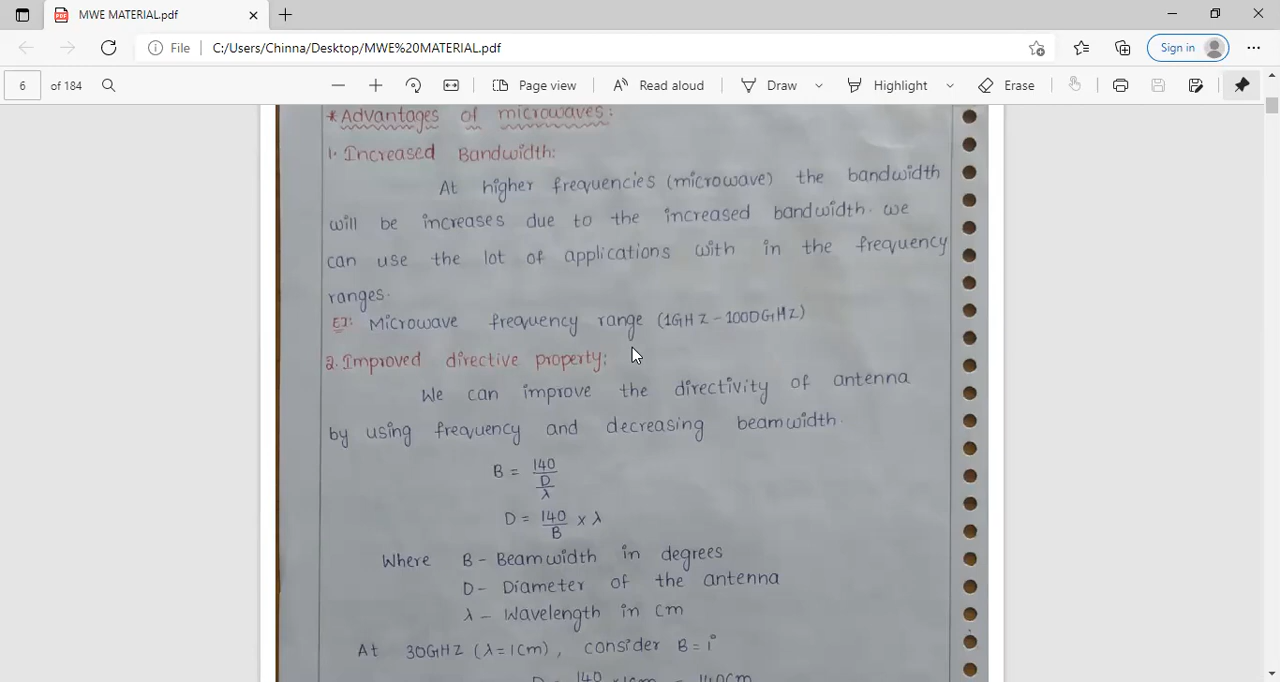 MWE MATERIAL.pdf
File
C:/Users/Chinna/Desktop/MWE%20MATERIAL.pdf
Sign in
6 of 184
Page view
Read aloud
Draw
Highlight
Erase
* Advantages of microwaves:
1. Increased Bandwidth:
At higher frequencies (microwave) the bandwidth
will be increases due to the increased bandwidth. we
can use the lot of applications with in the frequency
ranges.
EX: Microwave frequency range (1GHZ - 1000GHZ)
2. Improved directive property:
We can improve the directivity of antenna
by using frequency and decreasing beamwidth.
B = 140 / (D/λ)
D = 140/B x λ
Where B - Beamwidth in degrees
D - Diameter of the antenna
λ - Wavelength in cm
At 30GHZ (λ=1cm), consider B = 1°
D = 140 x1cm = 140cm